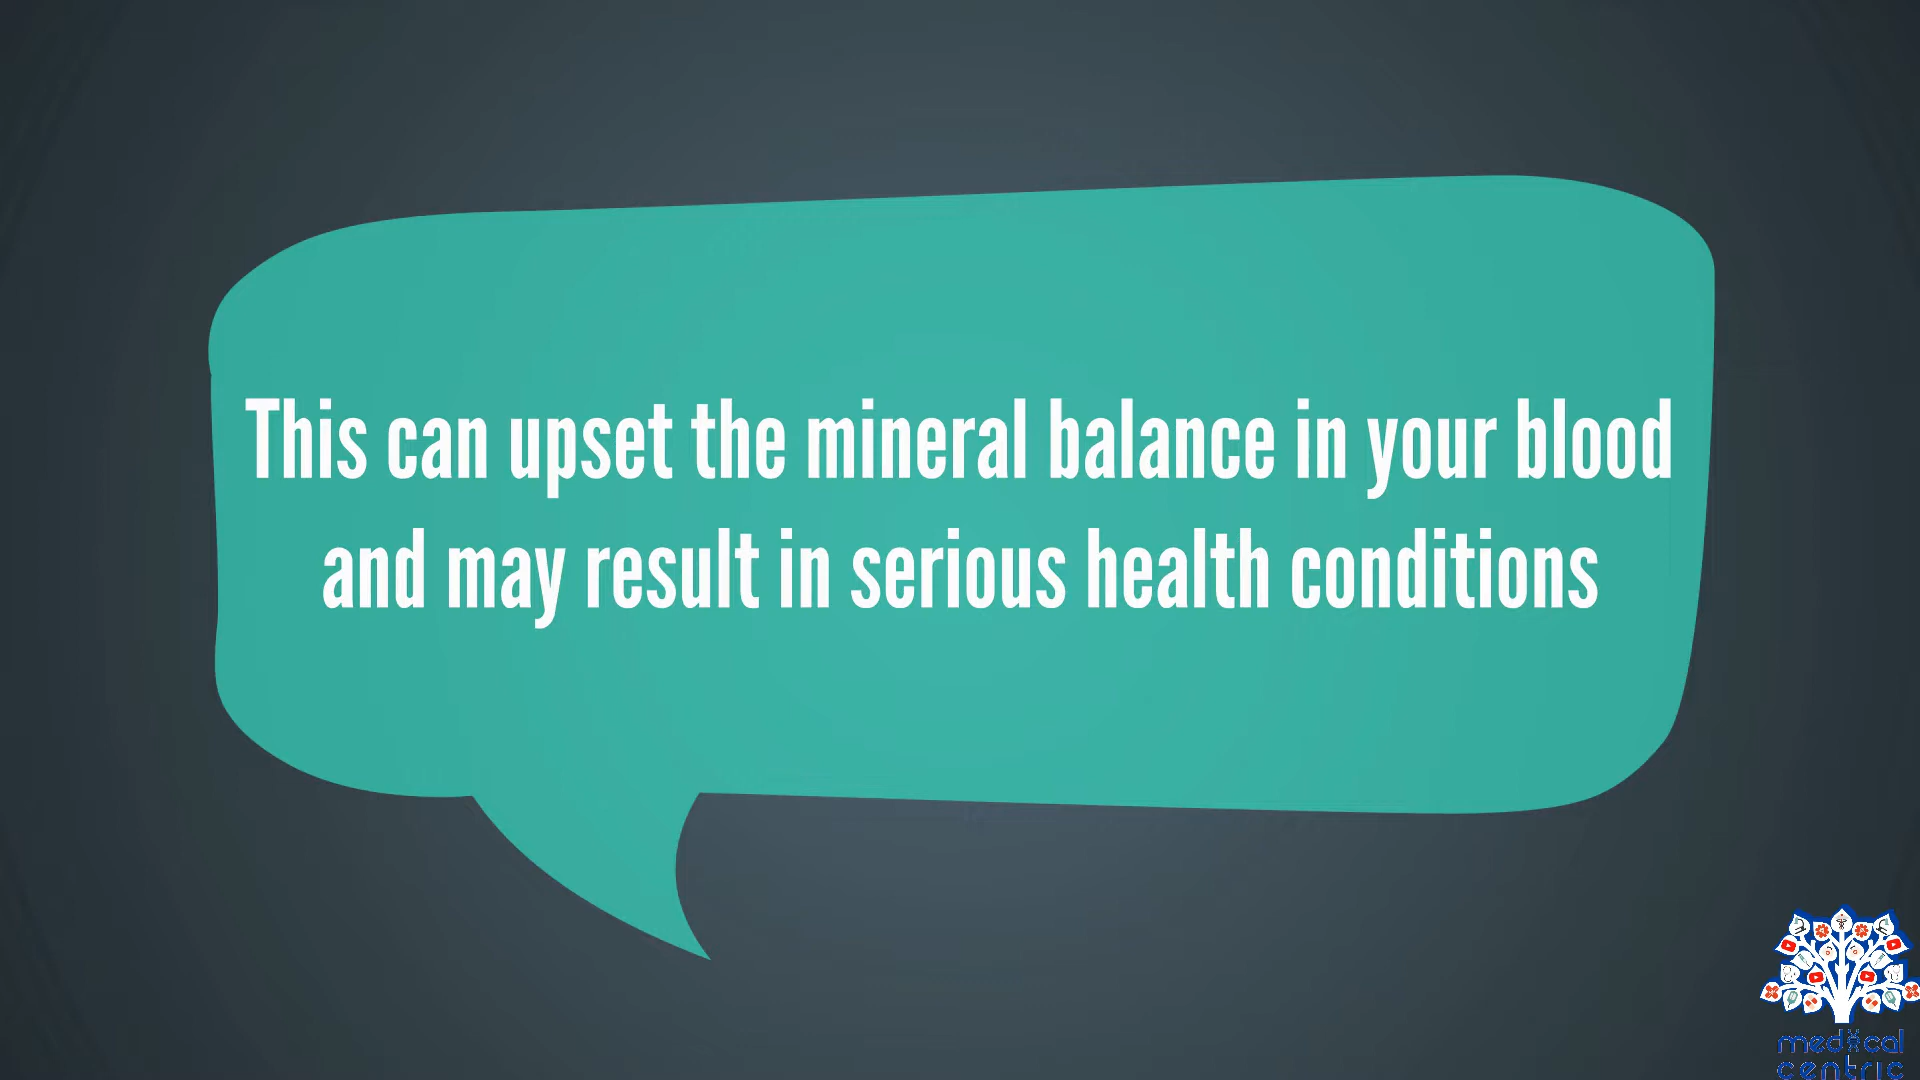 This can upset the mineral balance in your blood
and may result in serious health conditions
medical
centric